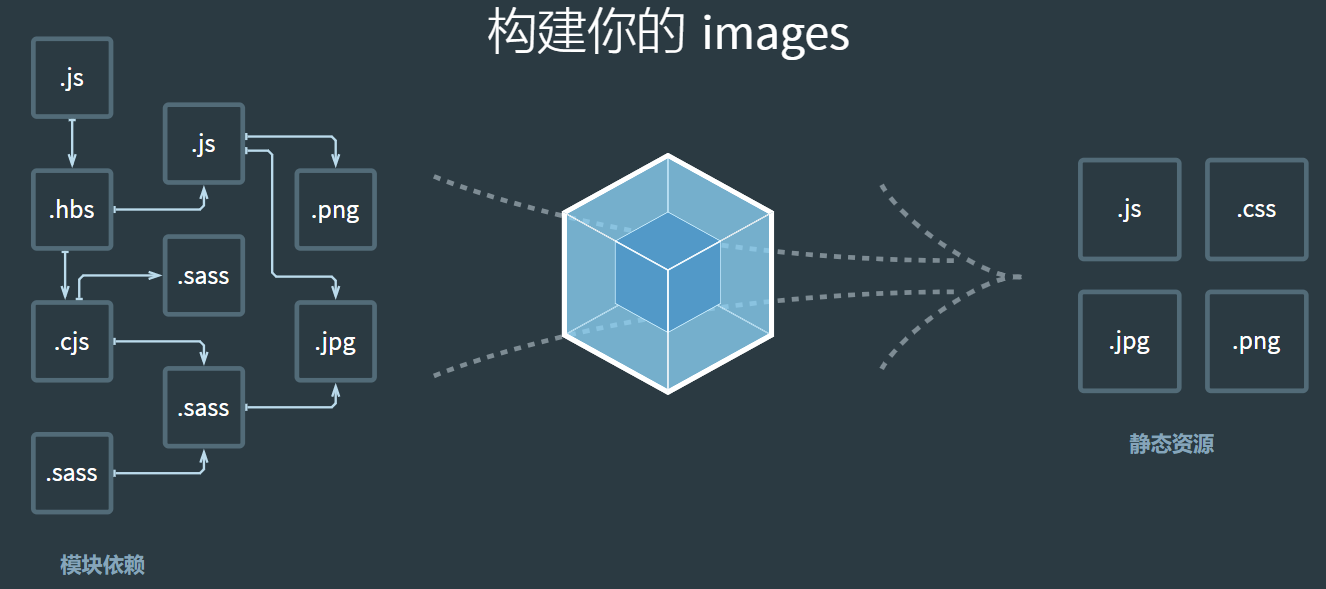 构建你的 images
.js
.js
.hbs
.png
.sass
.cjs
.jpg
.sass
.sass
模块依赖
.js
.css
.jpg
.png
静态资源